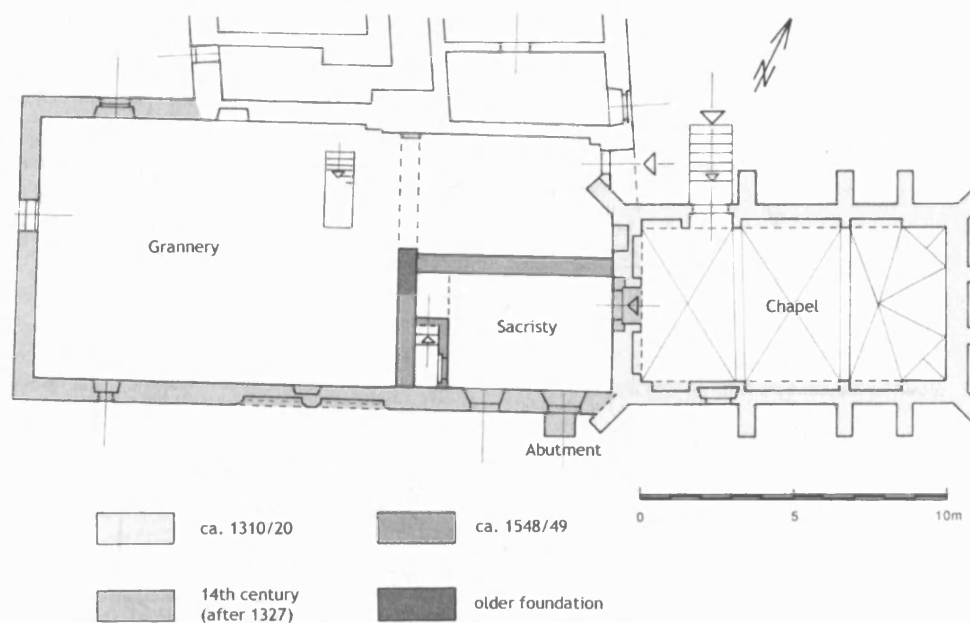 N
Grannery
Sacristy
Chapel
Abutment
0 5 10m
ca. 1310/20
ca. 1548/49
14th century
(after 1327)
older foundation